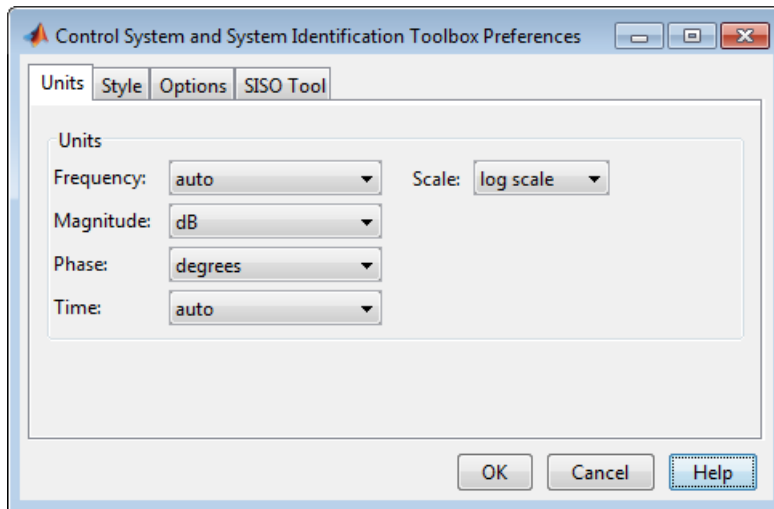 Control System and System Identification Toolbox Preferences
Units Style Options SISO Tool
Units
Frequency: auto Scale: log scale
Magnitude: dB
Phase: degrees
Time: auto
OK Cancel Help